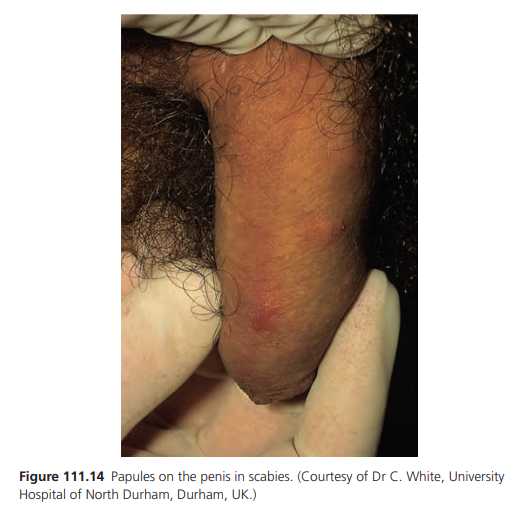 Figure 111.14 Papules on the penis in scabies. (Courtesy of Dr C. White, University
Hospital of North Durham, Durham, UK.)